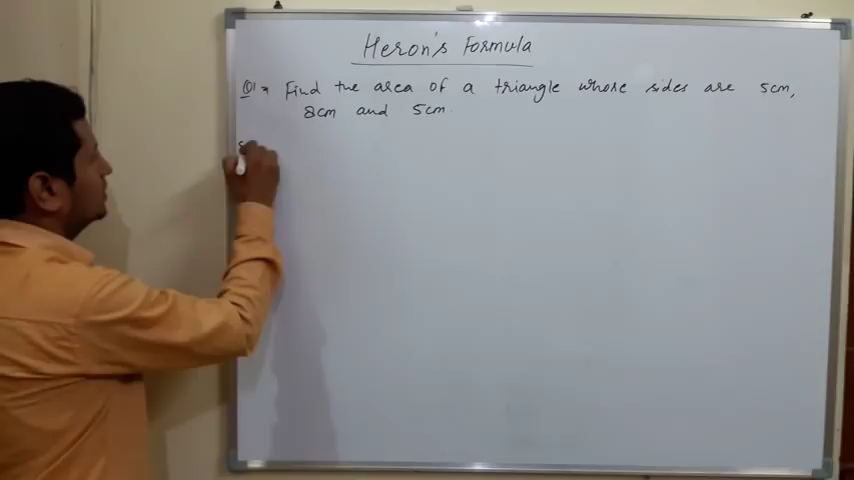 Heron's Formula
Q1 * Find the area of a triangle whose sides are 5cm,
8cm and 5cm.